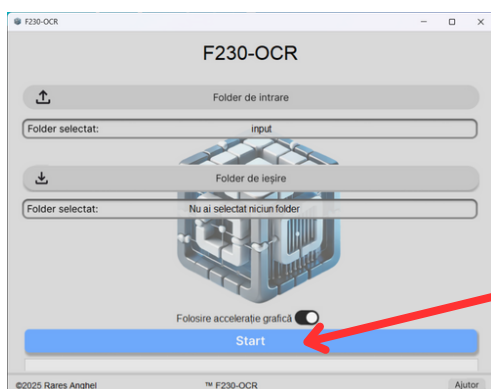 F230-OCR
F230-OCR
Folder de intrare
Folder selectat: input
Folder de ieșire
Folder selectat: Nu ai selectat niciun folder
Folosire accelerație grafică
Start
©2025 Rares Anghel ™ F230-OCR Ajutor